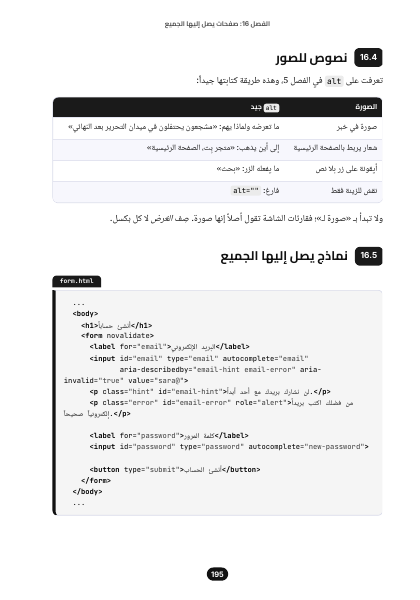 الفصل 16: صفحات يصل إليها الجميع
16.4 نصوص للصور
تعرفت على alt في الفصل 5، وهذه طريقة كتابتها جيداً:
الصورة alt جيد
صورة في خبر ما تعرضه ولماذا يهم: «مشجعون يحتفلون في ميدان التحرير بعد النهائي»
شعار يربط بالصفحة الرئيسية إلى أين يذهب: «متجر بِت، الصفحة الرئيسية»
أيقونة على زر بلا نص ما يفعله الزر: «بحث»
نقش للزينة فقط فارغ: alt=""
ولا تبدأ بـ «صورة لـ»؛ فقارئات الشاشة تقول أصلاً إنها صورة. صِف الغرض لا كل بكسل.
16.5 نماذج يصل إليها الجميع
form.html
...
<body>
<h1>أنشئ حساباً</h1>
<form novalidate>
<label for="email">البريد الإلكتروني</label>
<input id="email" type="email" autocomplete="email"
aria-describedby="email-hint email-error" aria-
invalid="true" value="sara@">
<p class="hint" id="email-hint">لن نشارك بريدك مع أحد أبداً.</p>
<p class="error" id="email-error" role="alert">من فضلك اكتب بريداً
إلكترونياً صحيحاً.</p>
<label for="password">كلمة المرور</label>
<input id="password" type="password" autocomplete="new-password">
<button type="submit">أنشئ الحساب</button>
</form>
</body>
...
195